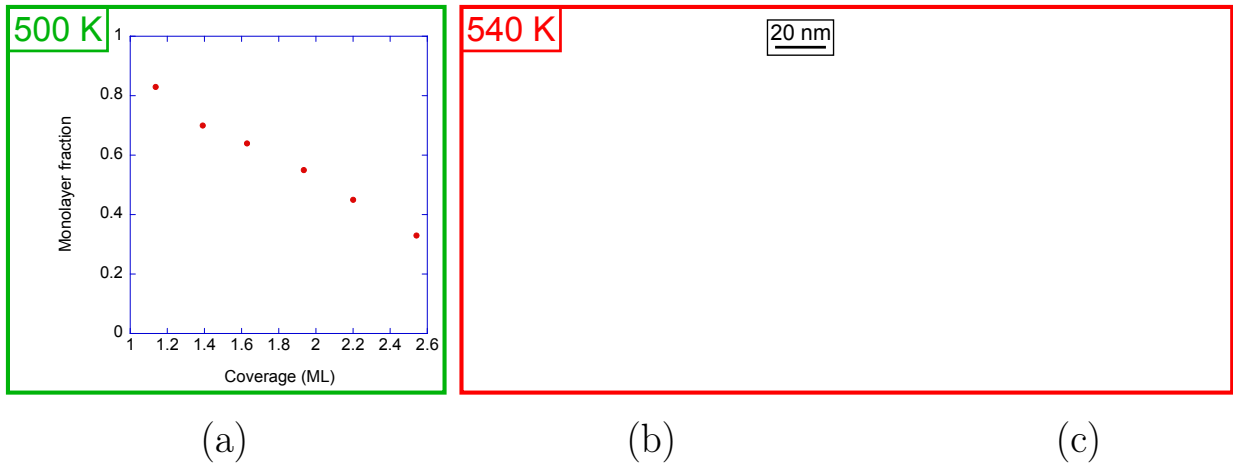 500 K
1
0.8
0.6
0.4
0.2
0
Monolayer fraction
1 1.2 1.4 1.6 1.8 2 2.2 2.4 2.6
Coverage (ML)
540 K
20 nm
(a) (b) (c)